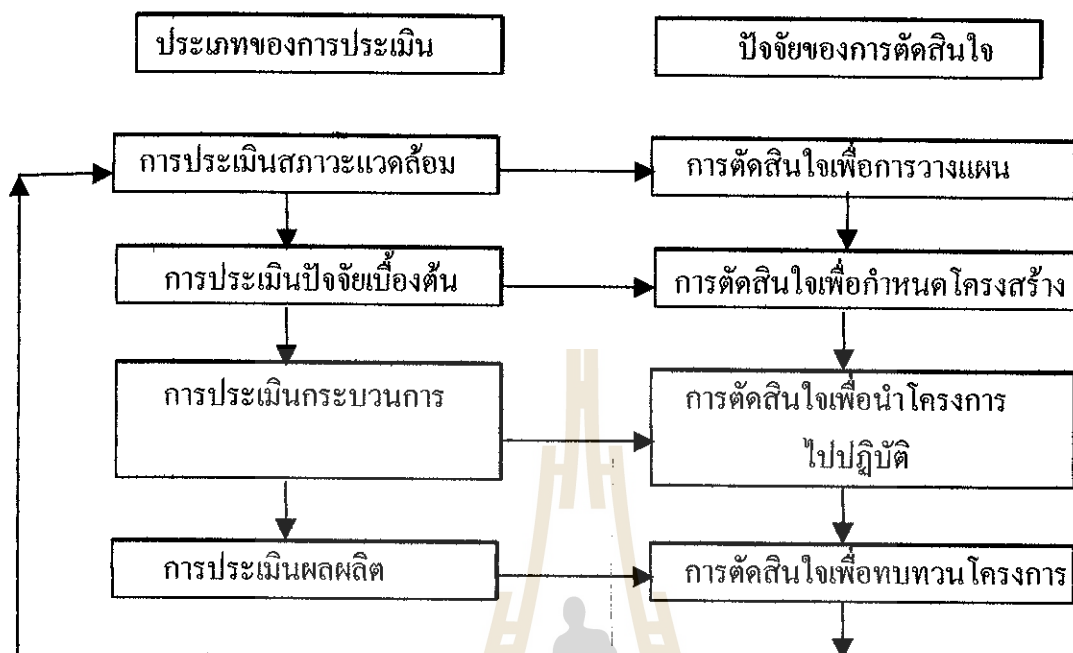 ประเภทของการประเมิน
ปัจจัยของการตัดสินใจ
การประเมินสภาวะแวดล้อม
การตัดสินใจเพื่อการวางแผน
การประเมินปัจจัยเบื้องต้น
การตัดสินใจเพื่อกำหนดโครงสร้าง
การประเมินกระบวนการ
การตัดสินใจเพื่อนำโครงการ
ไปปฏิบัติ
การประเมินผลผลิต
การตัดสินใจเพื่อทบทวนโครงการ